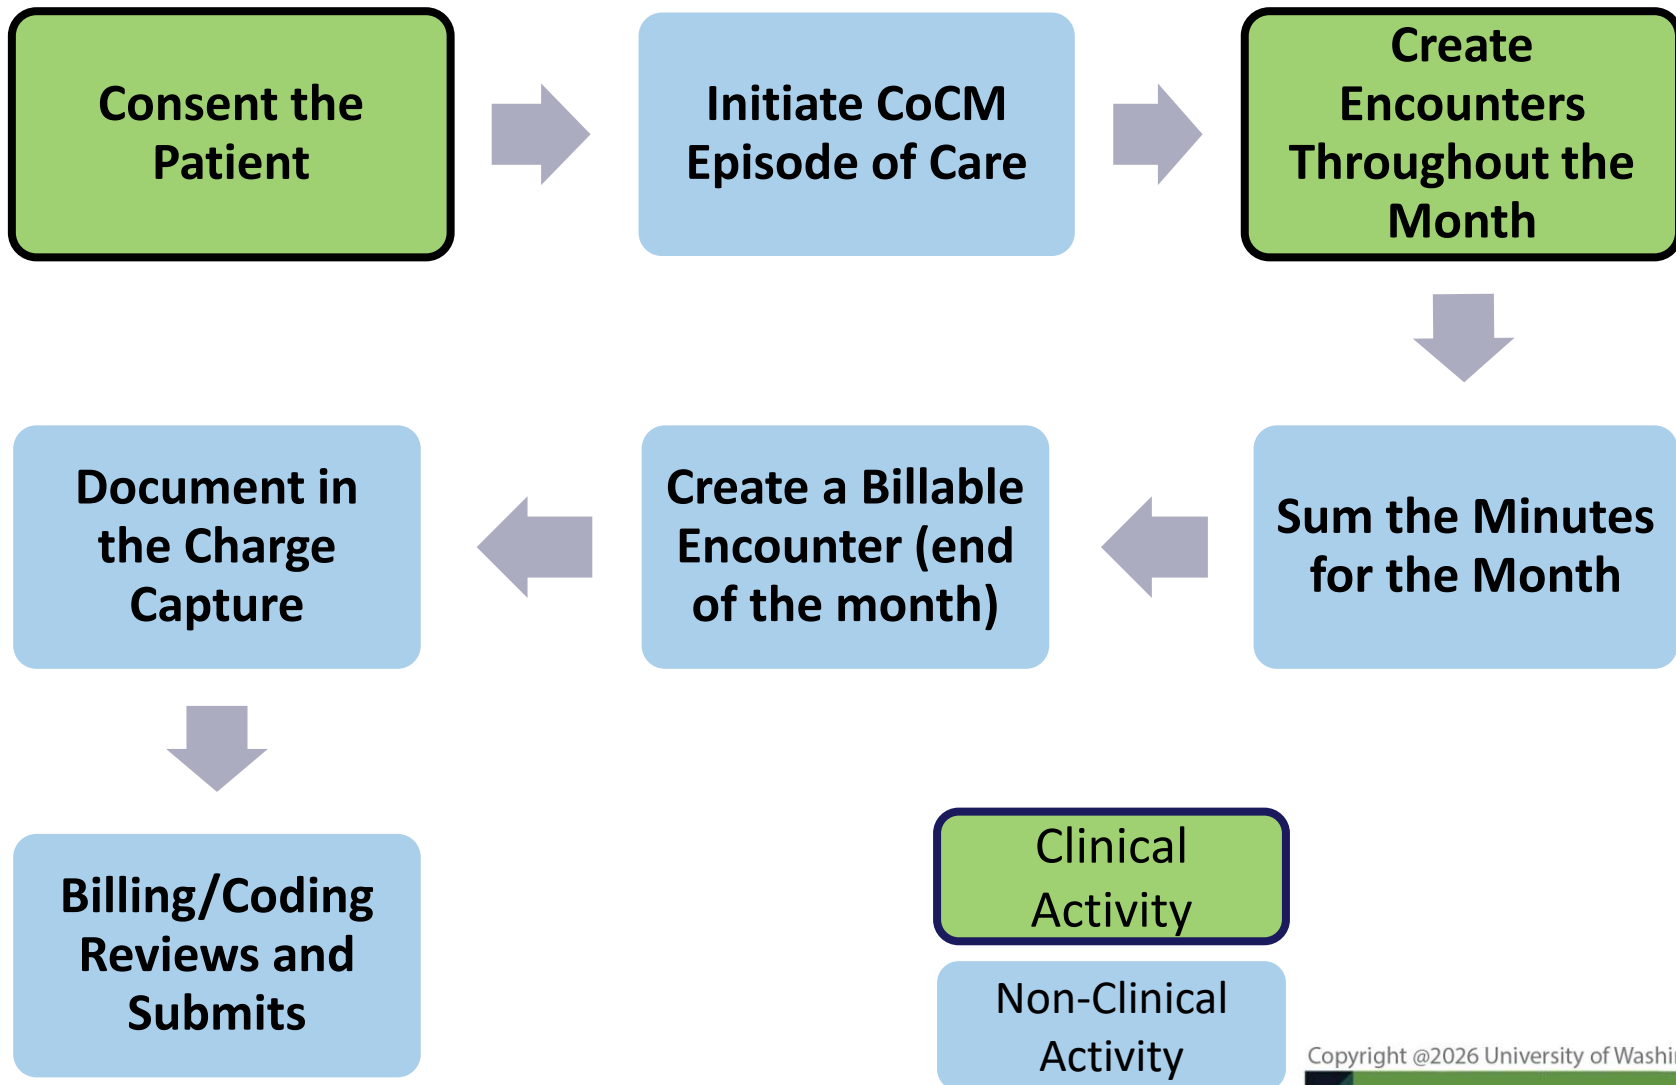 Consent the
Patient
Initiate CoCM
Episode of Care
Create
Encounters
Throughout the
Month
Document in
the Charge
Capture
Create a Billable
Encounter (end
of the month)
Sum the Minutes
for the Month
Billing/Coding
Reviews and
Submits
Clinical
Activity
Non-Clinical
Activity
Copyright @2026 University of